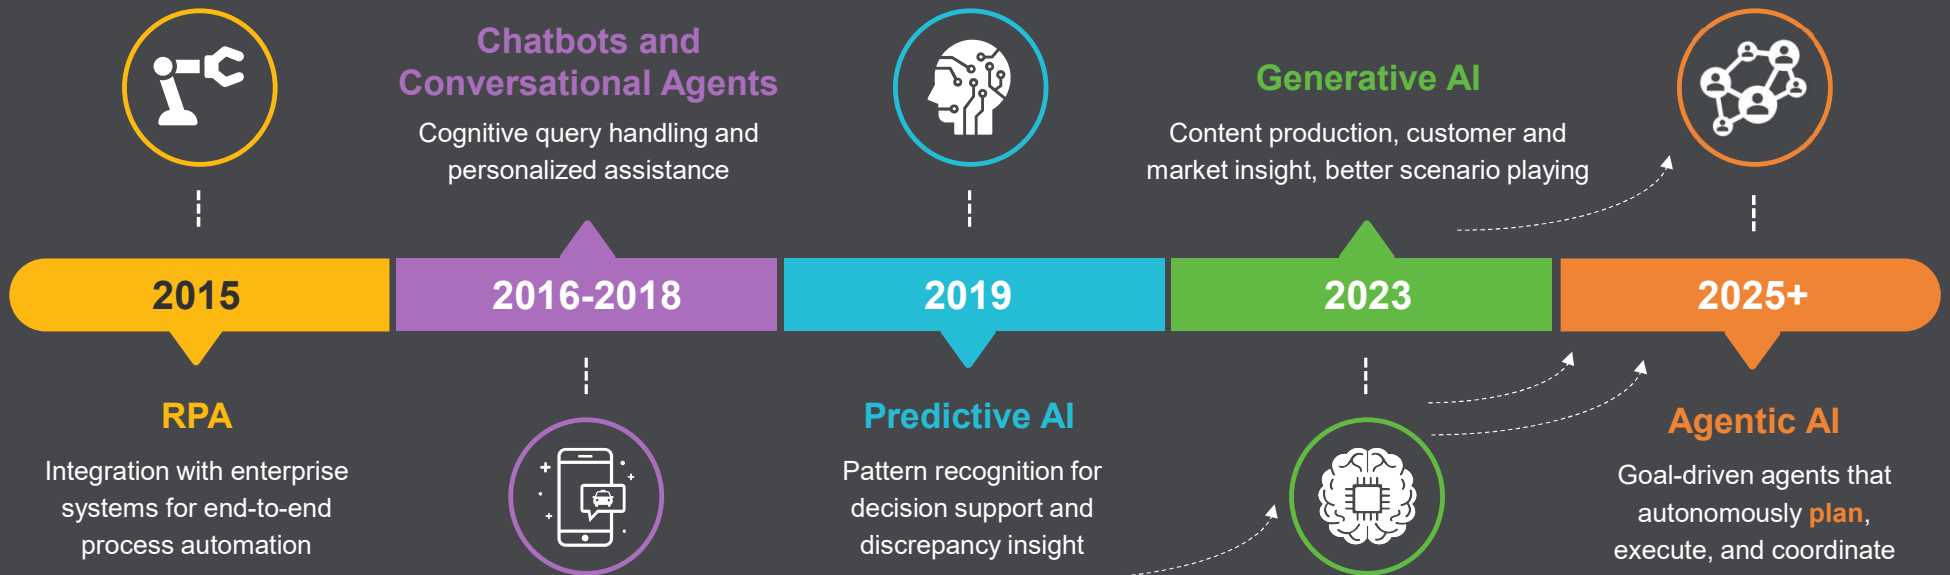 Chatbots and
Conversational Agents
Cognitive query handling and
personalized assistance
Generative AI
Content production, customer and
market insight, better scenario playing
2015
2016-2018
2019
2023
2025+
RPA
Integration with enterprise
systems for end-to-end
process automation
Predictive AI
Pattern recognition for
decision support and
discrepancy insight
Agentic AI
Goal-driven agents that
autonomously plan,
execute, and coordinate